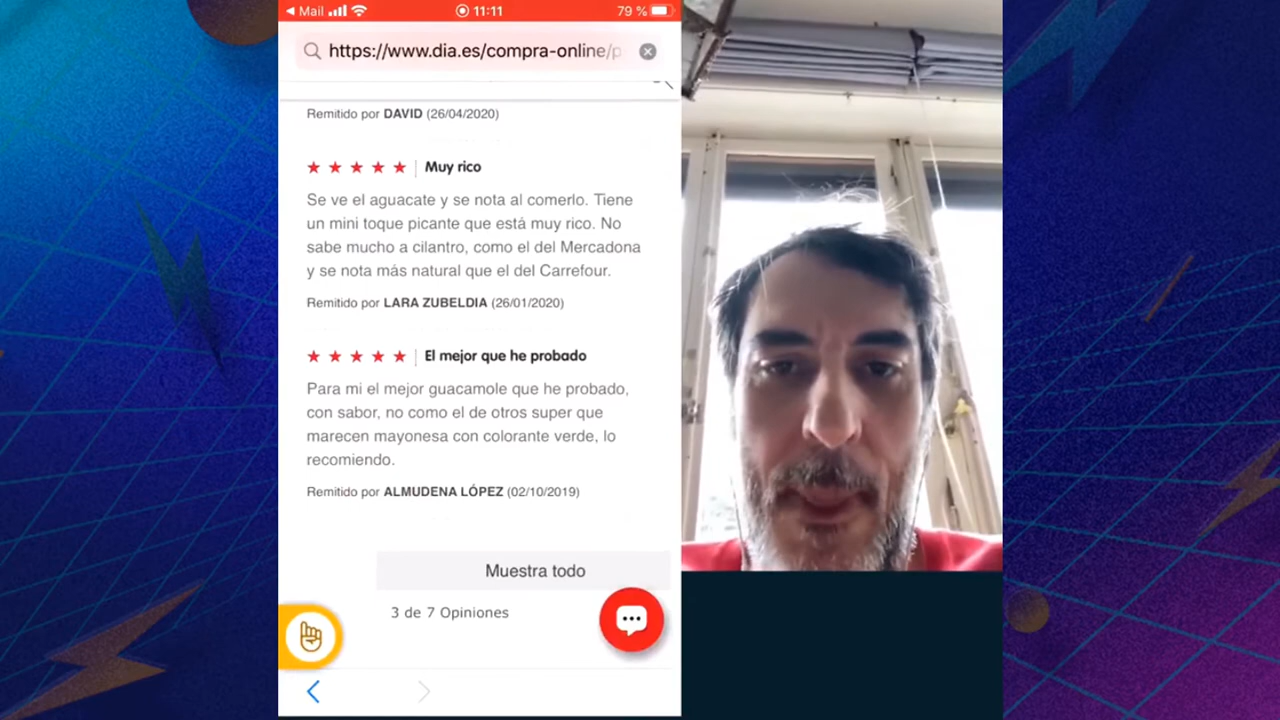 Mail 11:11 79 %
https://www.dia.es/compra-online/p
Remitido por DAVID (26/04/2020)
★★★★★ | Muy rico
Se ve el aguacate y se nota al comerlo. Tiene
un mini toque picante que está muy rico. No
sabe mucho a cilantro, como el del Mercadona
y se nota más natural que el del Carrefour.
Remitido por LARA ZUBELDIA (26/01/2020)
★★★★★ | El mejor que he probado
Para mi el mejor guacamole que he probado,
con sabor, no como el de otros super que
marecen mayonesa con colorante verde, lo
recomiendo.
Remitido por ALMUDENA LÓPEZ (02/10/2019)
Muestra todo
3 de 7 Opiniones